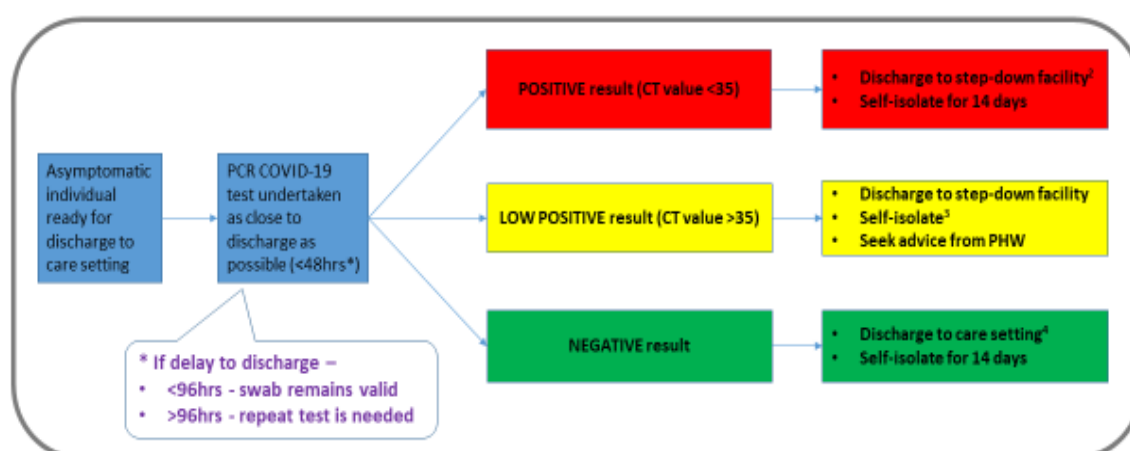 Asymptomatic
individual
ready for
discharge to
care setting
PCR COVID-19
test undertaken
as close to
discharge as
possible (<48hrs*)
* If delay to discharge –
• <96hrs - swab remains valid
• >96hrs - repeat test is needed
POSITIVE result (CT value <35)
• Discharge to step-down facility²
• Self-isolate for 14 days
LOW POSITIVE result (CT value >35)
• Discharge to step-down facility
• Self-isolate³
• Seek advice from PHW
NEGATIVE result
• Discharge to care setting⁴
• Self-isolate for 14 days